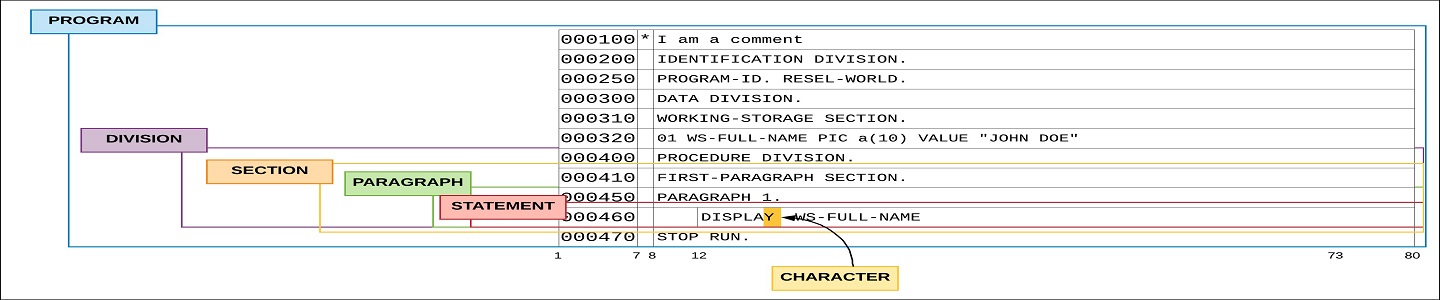 PROGRAM
000100 * I am a comment
000200 IDENTIFICATION DIVISION.
000250 PROGRAM-ID. RESEL-WORLD.
000300 DATA DIVISION.
000310 WORKING-STORAGE SECTION.
DIVISION
000320 01 WS-FULL-NAME PIC a(10) VALUE "JOHN DOE"
000400 PROCEDURE DIVISION.
SECTION
000410 FIRST-PARAGRAPH SECTION.
PARAGRAPH
000450 PARAGRAPH 1.
STATEMENT
000460 DISPLAY WS-FULL-NAME
000470 STOP RUN.
1 7 8 12 73 80
CHARACTER